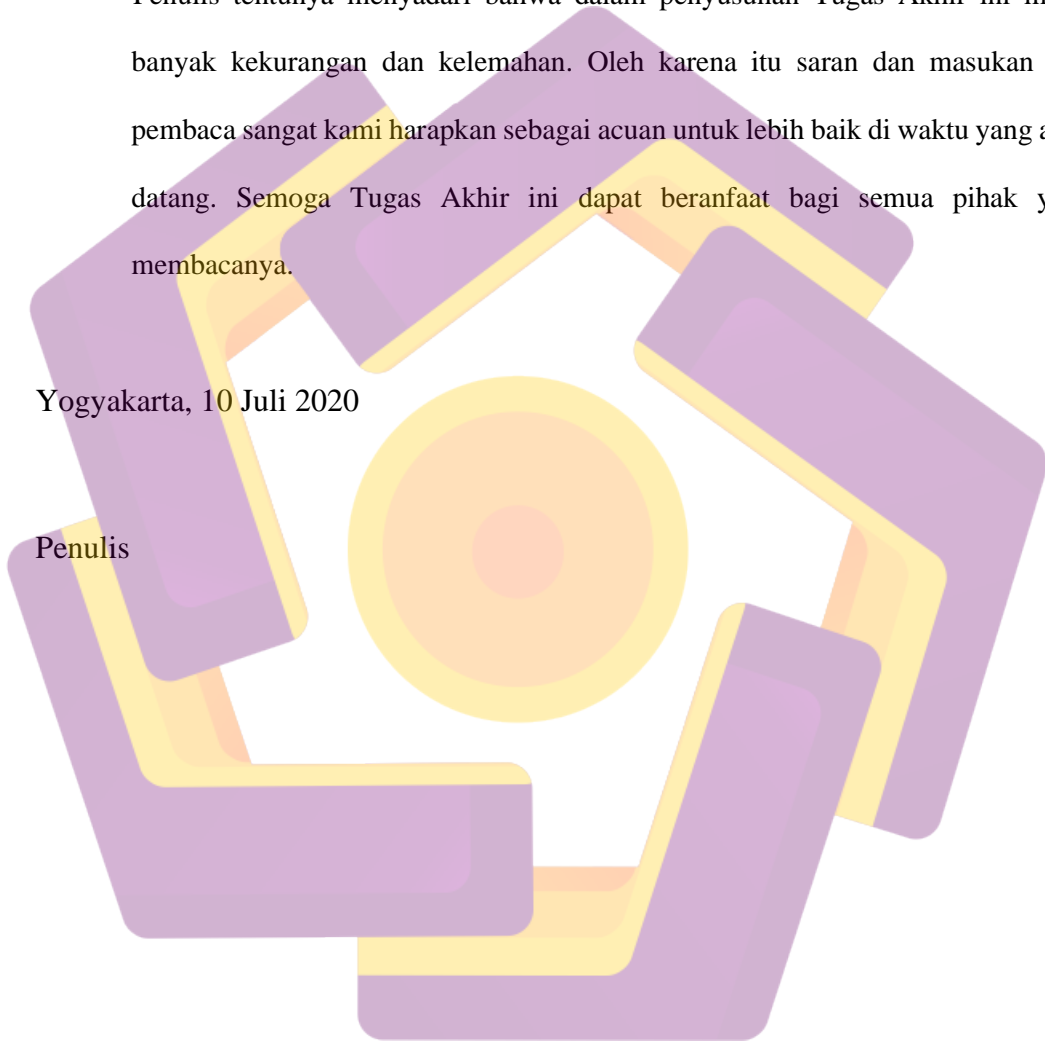 Penulis tentunya menyadari bahwa dalam penyusunan Tugas Akhir ini
banyak kekurangan dan kelemahan. Oleh karena itu saran dan masukan
pembaca sangat kami harapkan sebagai acuan untuk lebih baik di waktu yang
datang. Semoga Tugas Akhir ini dapat beranfaat bagi semua pihak
membacanya.
Yogyakarta, 10 Juli 2020
Penulis